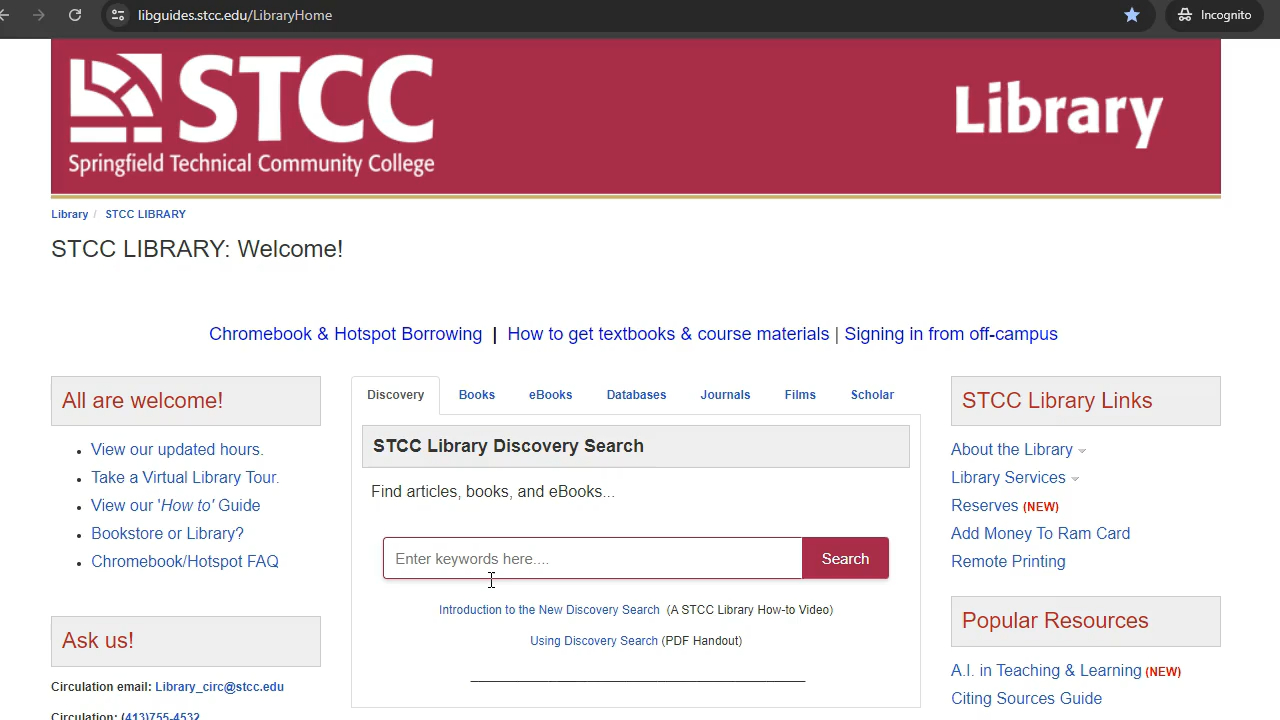 libguides.stcc.edu/LibraryHome
Incognito
STCC
Springfield Technical Community College
Library
Library / STCC LIBRARY
STCC LIBRARY: Welcome!
Chromebook & Hotspot Borrowing | How to get textbooks & course materials | Signing in from off-campus
All are welcome!
View our updated hours.
Take a Virtual Library Tour.
View our 'How to' Guide
Bookstore or Library?
Chromebook/Hotspot FAQ
Ask us!
Circulation email: Library_circ@stcc.edu
Circulation: (413)755-4532
Discovery Books eBooks Databases Journals Films Scholar
STCC Library Discovery Search
Find articles, books, and eBooks...
Enter keywords here....
Search
Introduction to the New Discovery Search (A STCC Library How-to Video)
Using Discovery Search (PDF Handout)
STCC Library Links
About the Library
Library Services
Reserves (NEW)
Add Money To Ram Card
Remote Printing
Popular Resources
A.I. in Teaching & Learning (NEW)
Citing Sources Guide